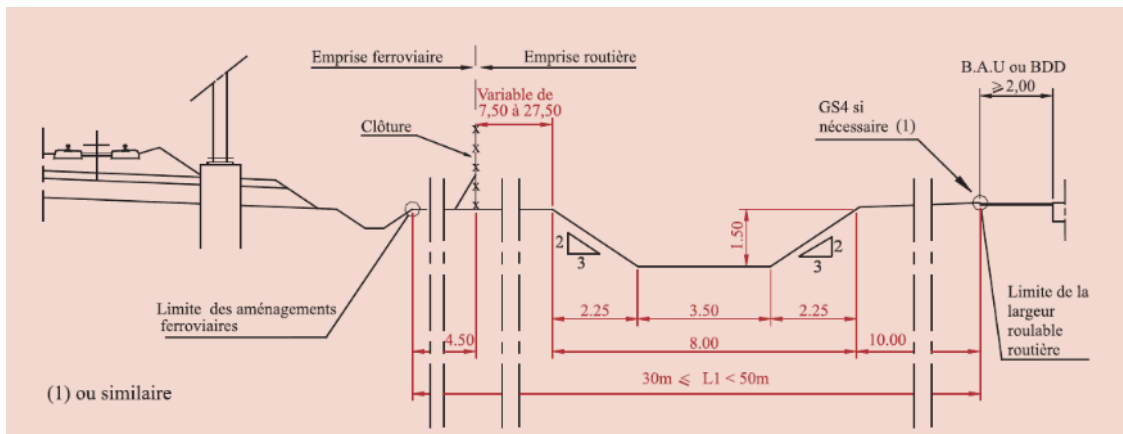 Emprise ferroviaire
Emprise routière
B.A.U ou BDD
⩾2,00
Variable de
7,50 à 27,50
GS4 si
nécessaire (1)
Clôture
1.50
2
3
2
3
Limite des aménagements
ferroviaires
Limite de la
largeur
roulable
routière
2.25
3.50
2.25
4.50
8.00
10.00
30m ⩽ L1 < 50m
(1) ou similaire